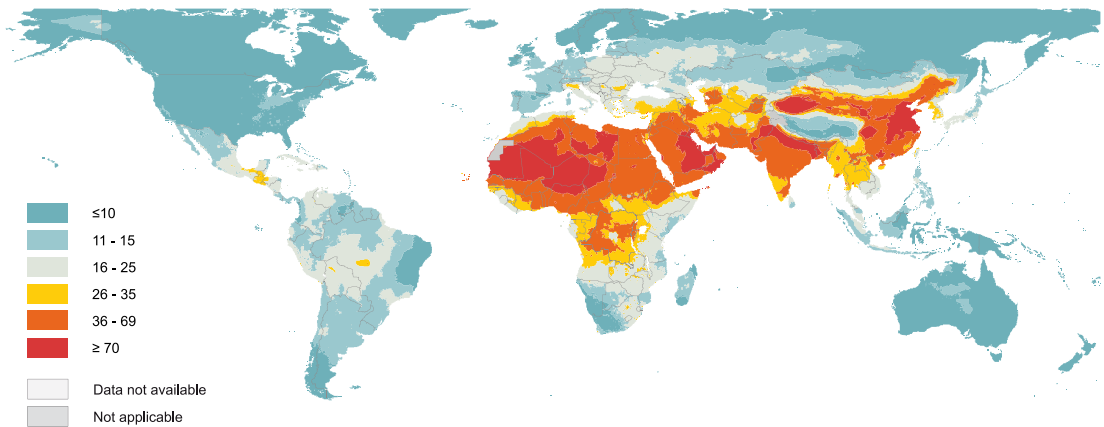 ≤10
11 - 15
16 - 25
26 - 35
36 - 69
≥ 70
Data not available
Not applicable